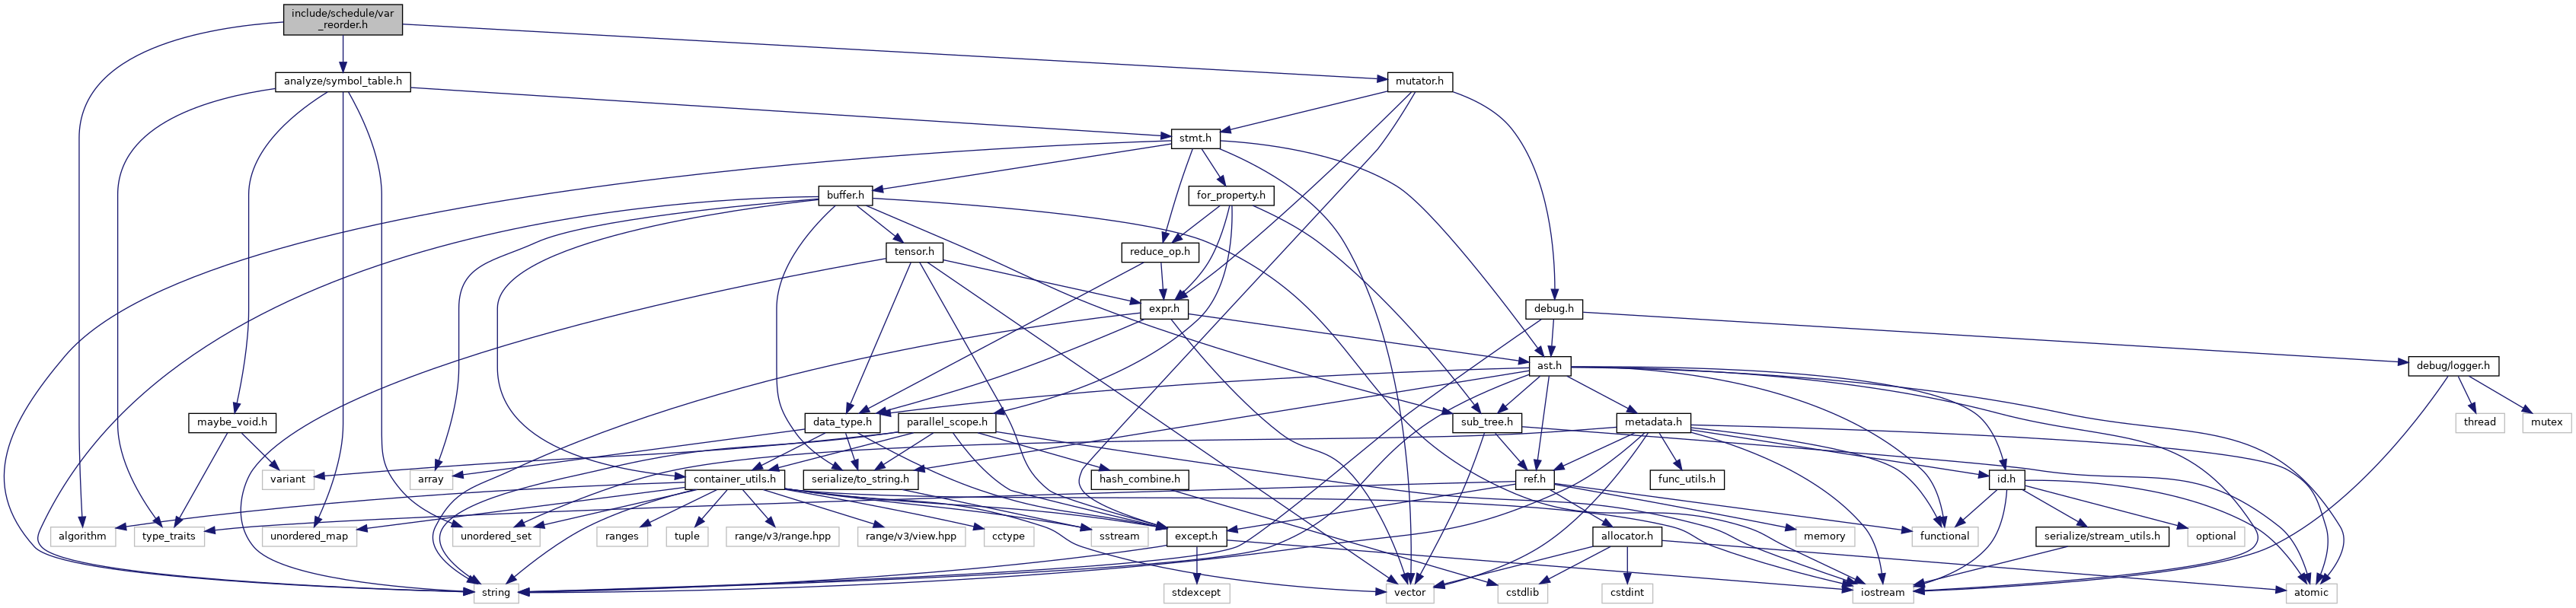 include/schedule/var
_reorder.h
analyze/symbol_table.h
mutator.h
stmt.h
buffer.h
for_property.h
tensor.h
reduce_op.h
expr.h
debug.h
ast.h
debug/logger.h
maybe_void.h
data_type.h
parallel_scope.h
sub_tree.h
metadata.h
thread
mutex
variant
array
container_utils.h
serialize/to_string.h
hash_combine.h
ref.h
func_utils.h
id.h
algorithm
type_traits
unordered_map
unordered_set
ranges
tuple
range/v3/range.hpp
range/v3/view.hpp
cctype
sstream
except.h
allocator.h
memory
functional
serialize/stream_utils.h
optional
string
stdexcept
vector
cstdlib
cstdint
iostream
atomic